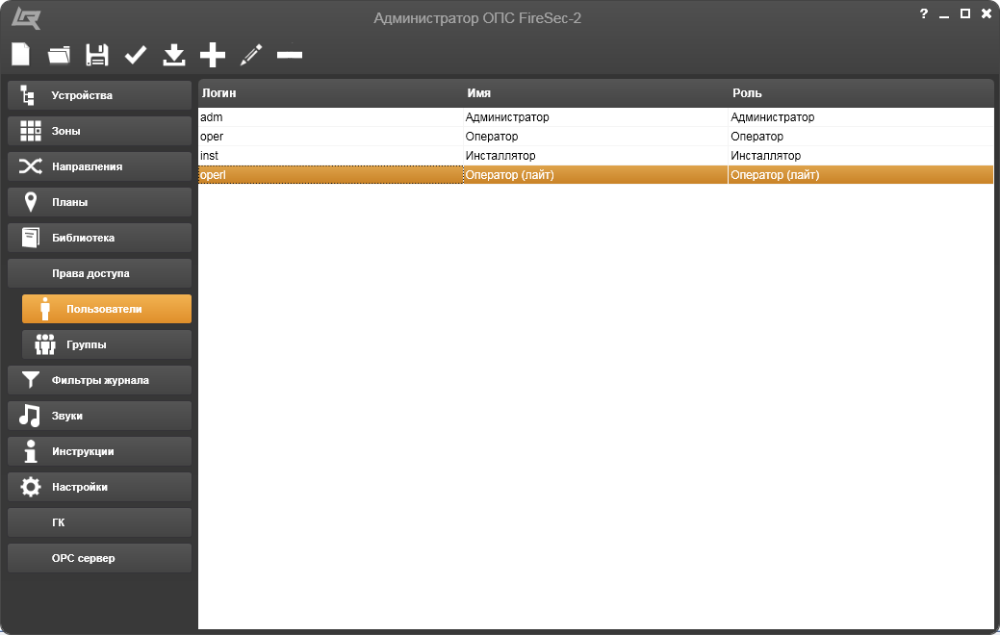 Администратор ОПС FireSec-2
?
Устройства
Зоны
Направления
Планы
Библиотека
Права доступа
Пользователи
Группы
Фильтры журнала
Звуки
Инструкции
Настройки
ГК
ОРС сервер
Логин Имя Роль
adm Администратор Администратор
oper Оператор Оператор
inst Инсталлятор Инсталлятор
operl Оператор (лайт) Оператор (лайт)